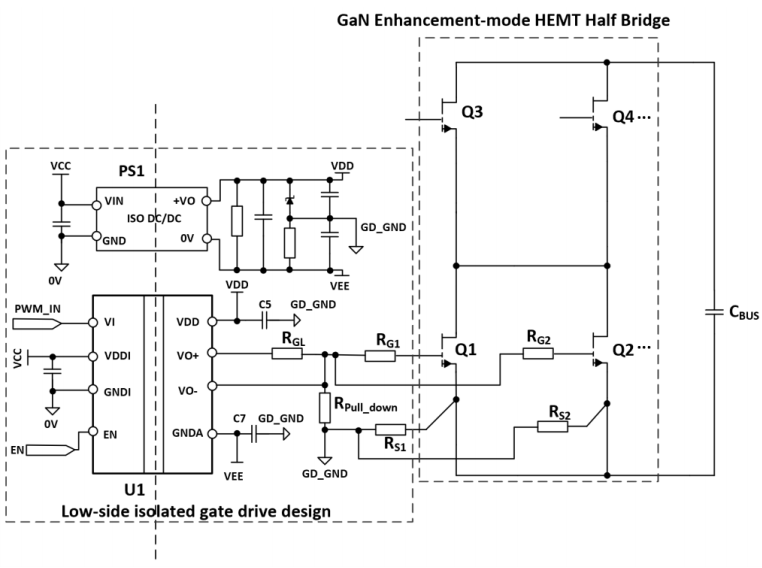 GaN Enhancement-mode HEMT Half Bridge
Q3
Q4...
VCC
PS1
VDD
VIN
+VO
ISO DC/DC
GND
0V
GD_GND
0V
VEE
VDD
PWM_IN
C5
GD_GND
VI
VDD
RGL
RG1
Q1
RG2
Q2...
CBUS
VCC
VDDI
VO+
VO-
GNDI
RPull_down
0V
C7
GD_GND
RS2
EN
EN
GNDA
RS1
VEE
GD_GND
U1
Low-side isolated gate drive design